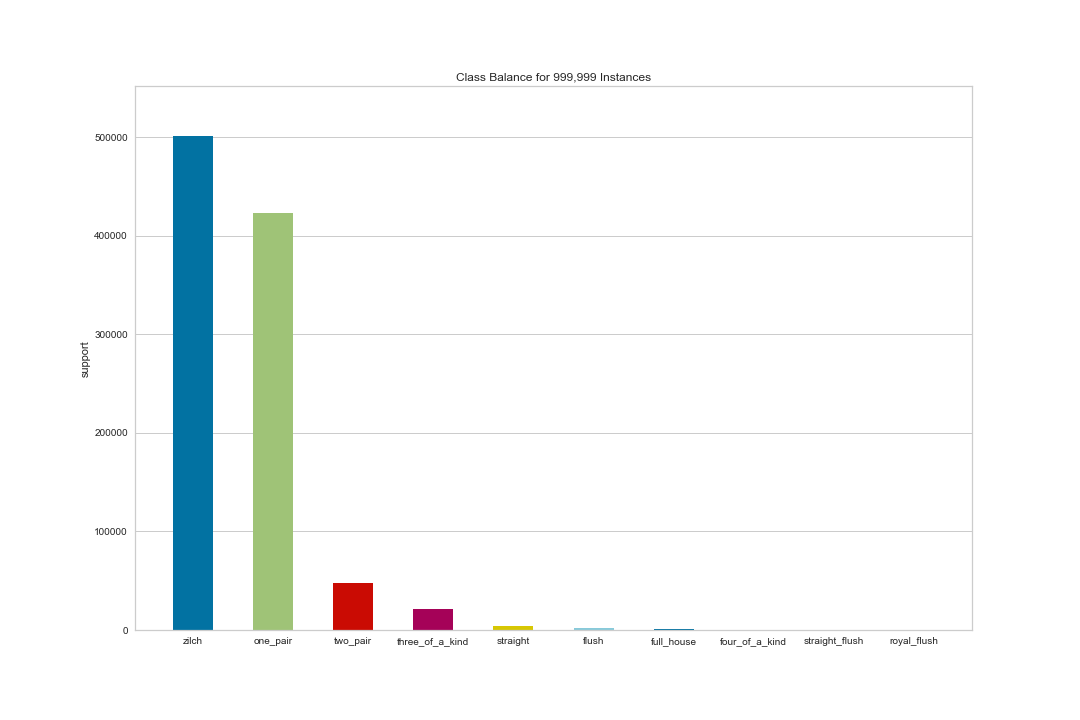 Class Balance for 999,999 Instances
500000
400000
300000
200000
100000
0
support
zilch one_pair two_pair three_of_a_kind straight flush full_house four_of_a_kind straight_flush royal_flush